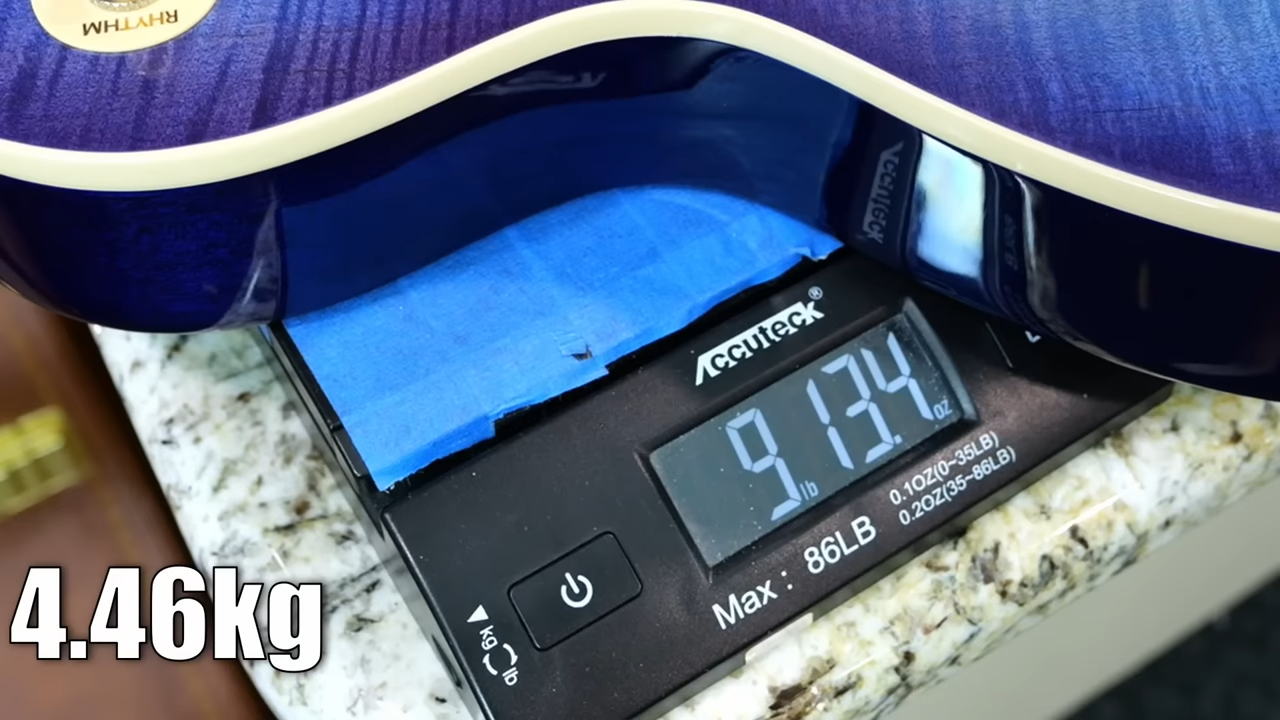 RHYTHM
Accuteck
Accuteck®
9 lb 13.4 oz
0.1OZ(0~35LB)
0.2OZ(35~86LB)
Max : 86LB
kg
lb
4.46kg